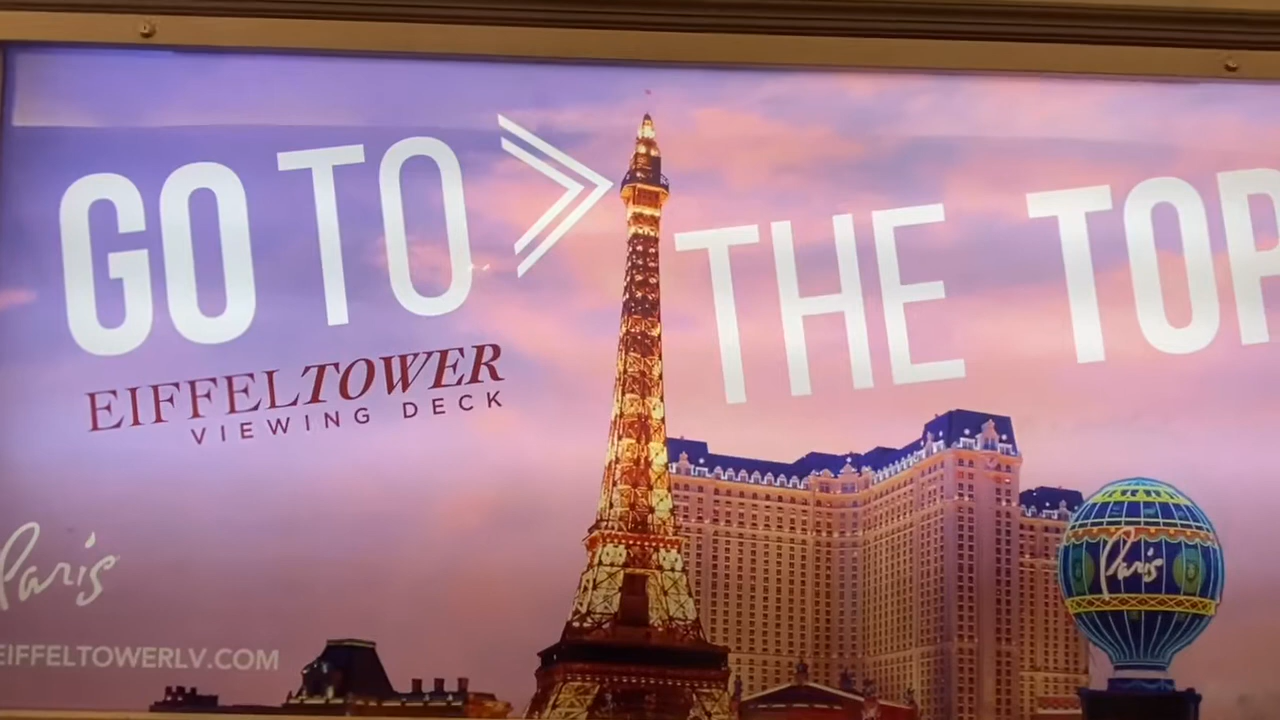 GO TO
THE TOP
EIFFELTOWER
VIEWING DECK
Paris
EIFFELTOWERLV.COM
Paris